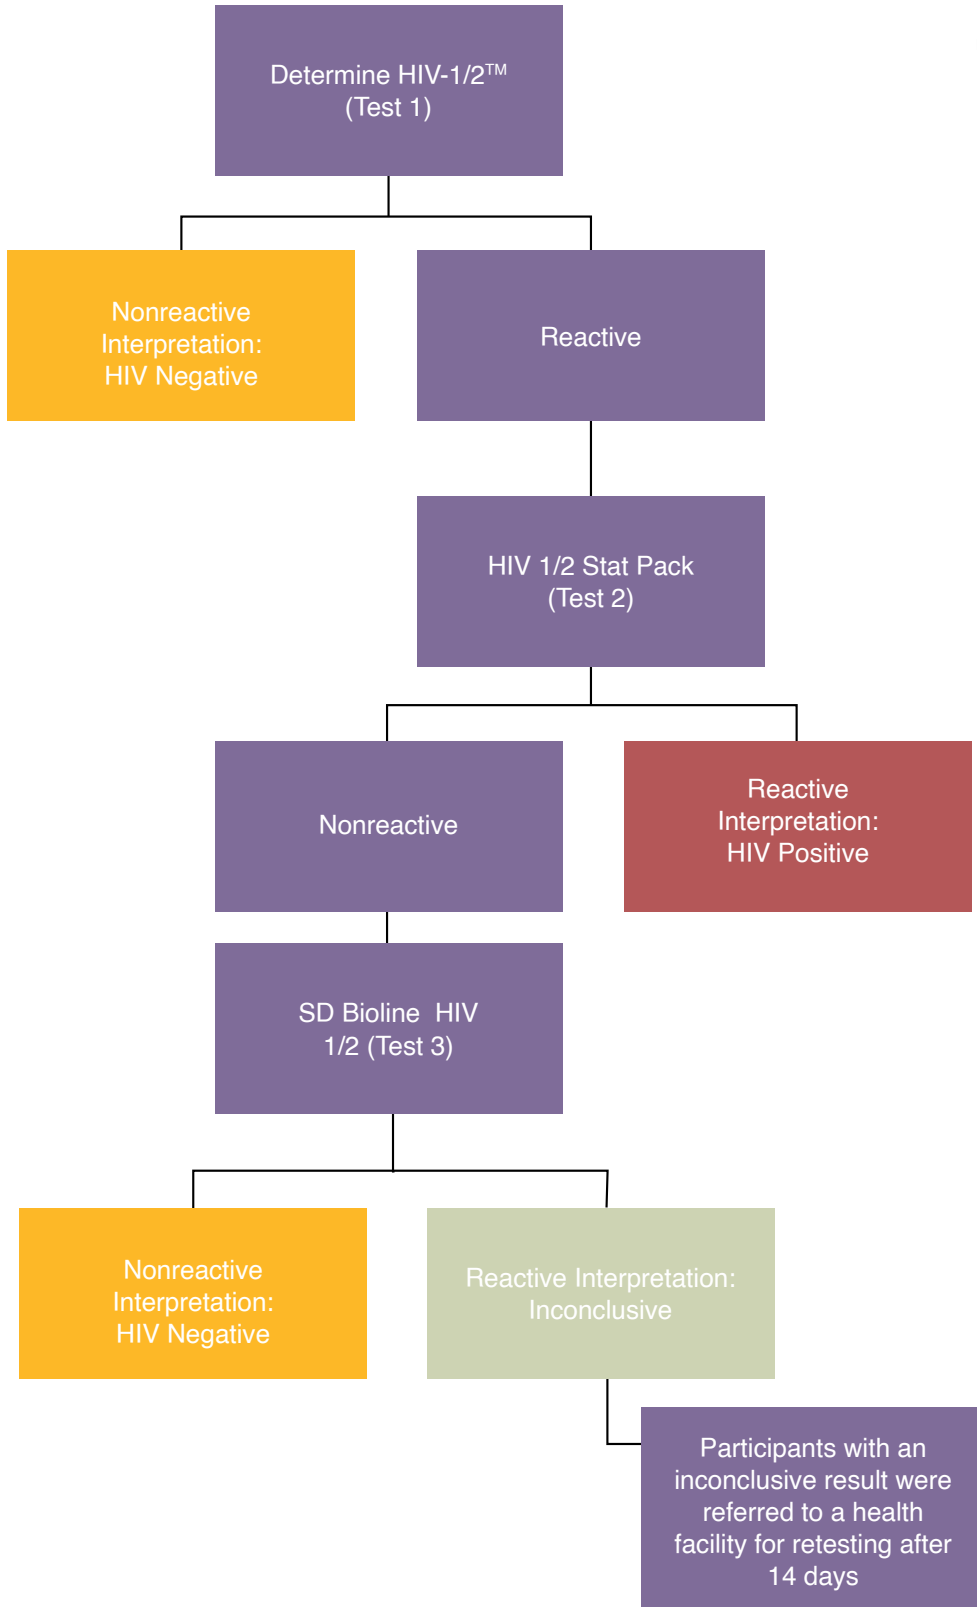 Determine HIV-1/2™
(Test 1)
Nonreactive
Interpretation:
HIV Negative
Reactive
HIV 1/2 Stat Pack
(Test 2)
Nonreactive
Reactive
Interpretation:
HIV Positive
SD Bioline  HIV
1/2 (Test 3)
Nonreactive
Interpretation:
HIV Negative
Reactive Interpretation:
Inconclusive
Participants with an
inconclusive result were
referred to a health
facility for retesting after
14 days